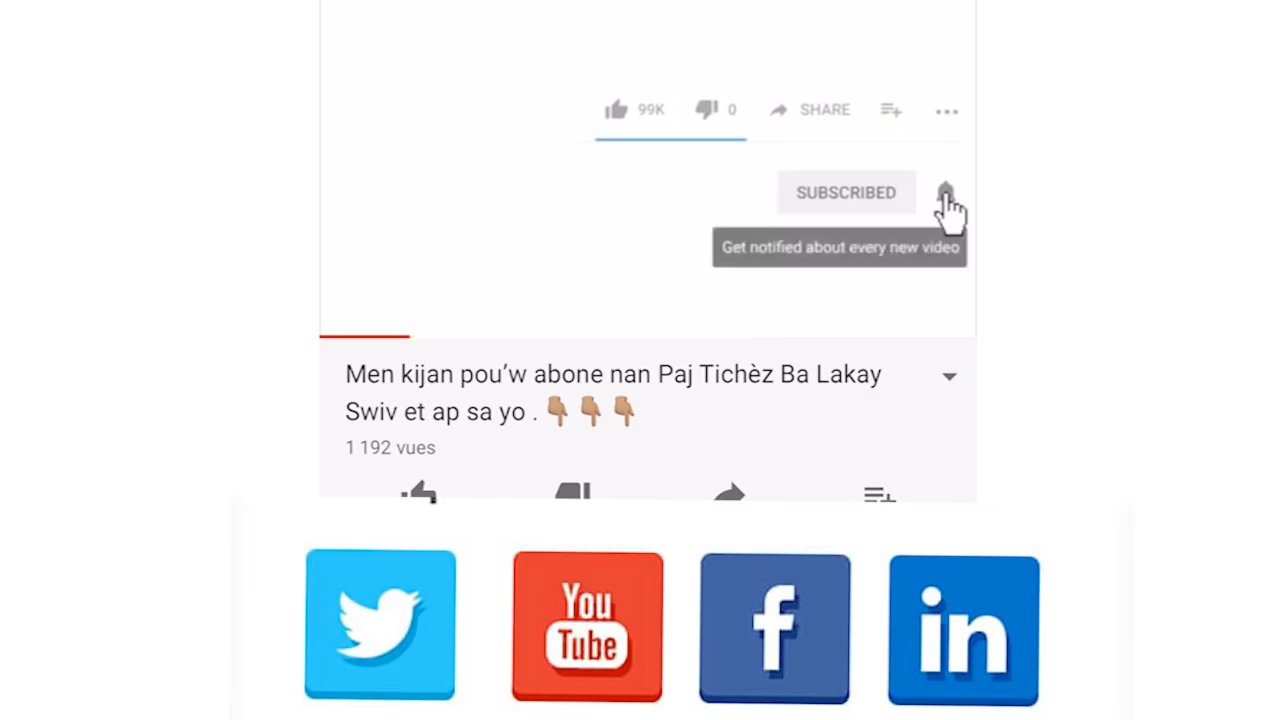 99K 0 SHARE
SUBSCRIBED
Get notified about every new video
Men kijan pou’w abone nan Paj Tichèz Ba Lakay
Swiv et ap sa yo . 👇🏽👇🏽👇🏽
1 192 vues
You
Tube
f
in